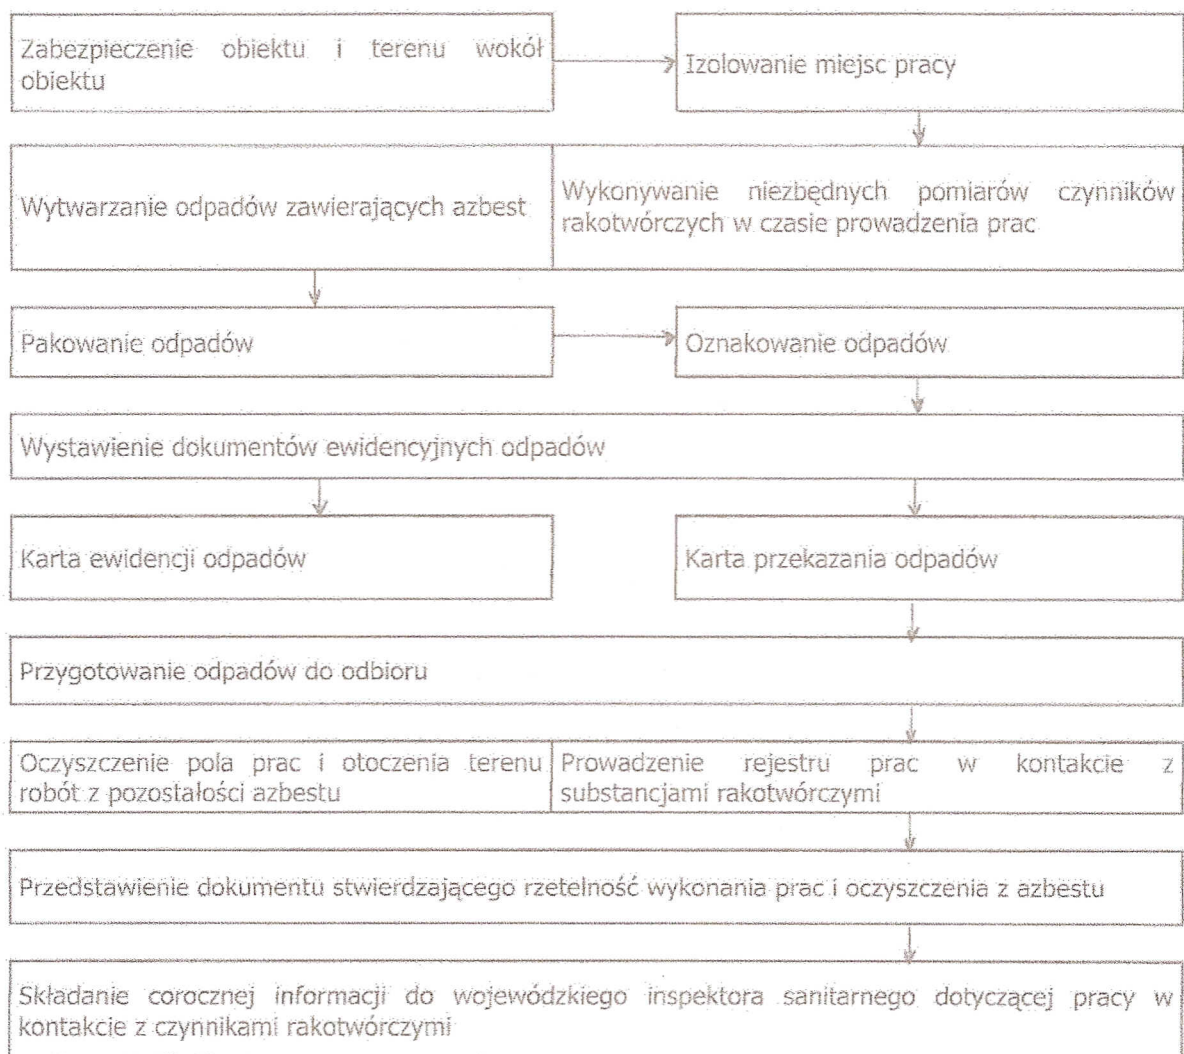 Zabezpieczenie obiektu i terenu wokół
obiektu
Izolowanie miejsc pracy
Wytwarzanie odpadów zawierających azbest
Wykonywanie niezbędnych pomiarów czynników
rakotwórczych w czasie prowadzenia prac
Pakowanie odpadów
Oznakowanie odpadów
Wystawienie dokumentów ewidencyjnych odpadów
Karta ewidencji odpadów
Karta przekazania odpadów
Przygotowanie odpadów do odbioru
Oczyszczenie pola prac i otoczenia terenu
robót z pozostałości azbestu
Prowadzenie rejestru prac w kontakcie z
substancjami rakotwórczymi
Przedstawienie dokumentu stwierdzającego rzetelność wykonania prac i oczyszczenia z azbestu
Składanie corocznej informacji do wojewódzkiego inspektora sanitarnego dotyczącej pracy w
kontakcie z czynnikami rakotwórczymi